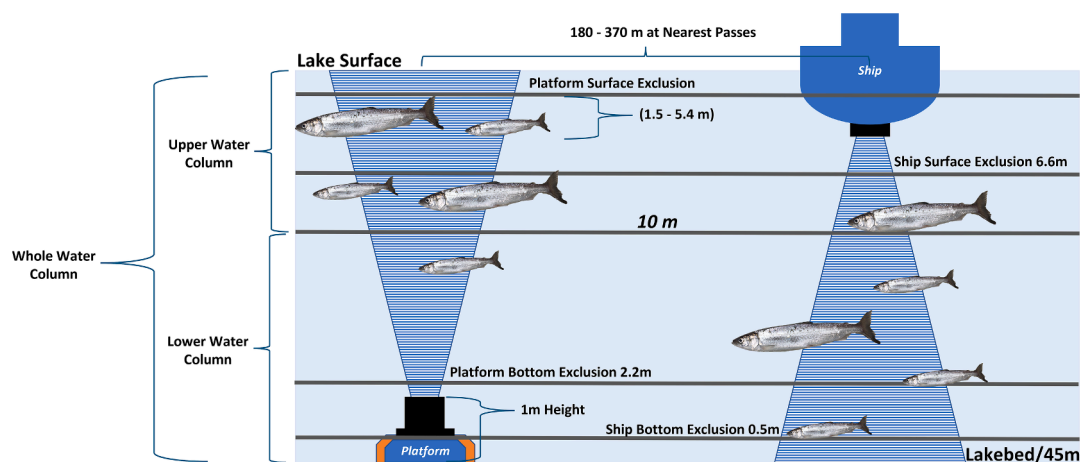 180 - 370 m at Nearest Passes
Lake Surface
Ship
Platform Surface Exclusion
(1.5 - 5.4 m)
Upper Water
Column
Ship Surface Exclusion 6.6m
10 m
Whole Water
Column
Lower Water
Column
Platform Bottom Exclusion 2.2m
1m Height
Ship Bottom Exclusion 0.5m
Platform
Lakebed/45m